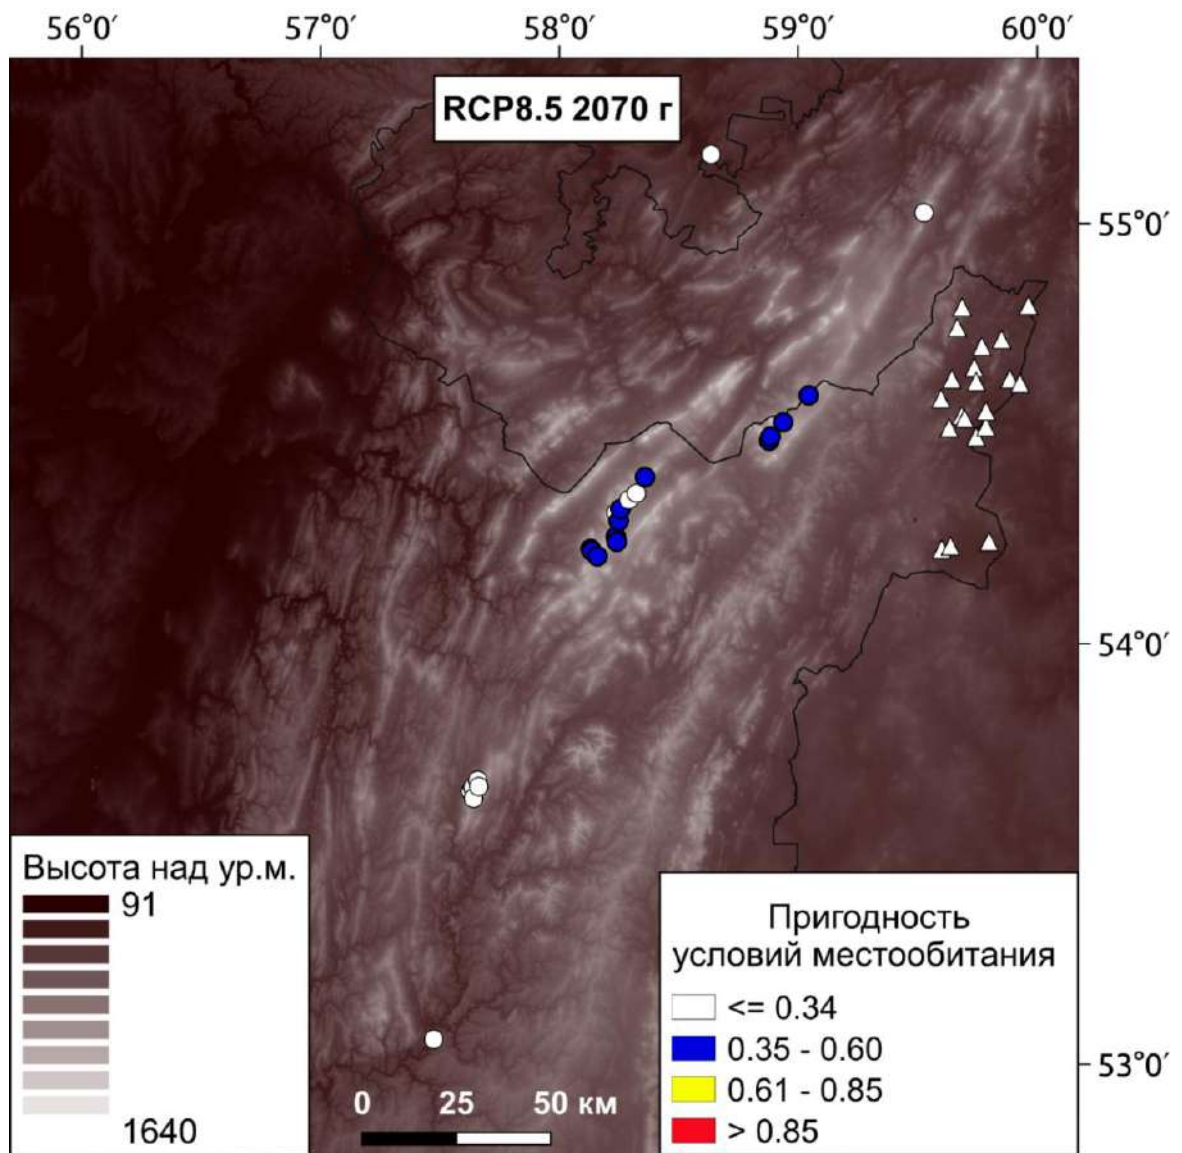 56°0′ 57°0′ 58°0′ 59°0′ 60°0′
RCP8.5 2070 г
55°0′
54°0′
53°0′
Высота над ур.м.
91
1640
0 25 50 км
Пригодность
условий местообитания
<= 0.34
0.35 - 0.60
0.61 - 0.85
> 0.85